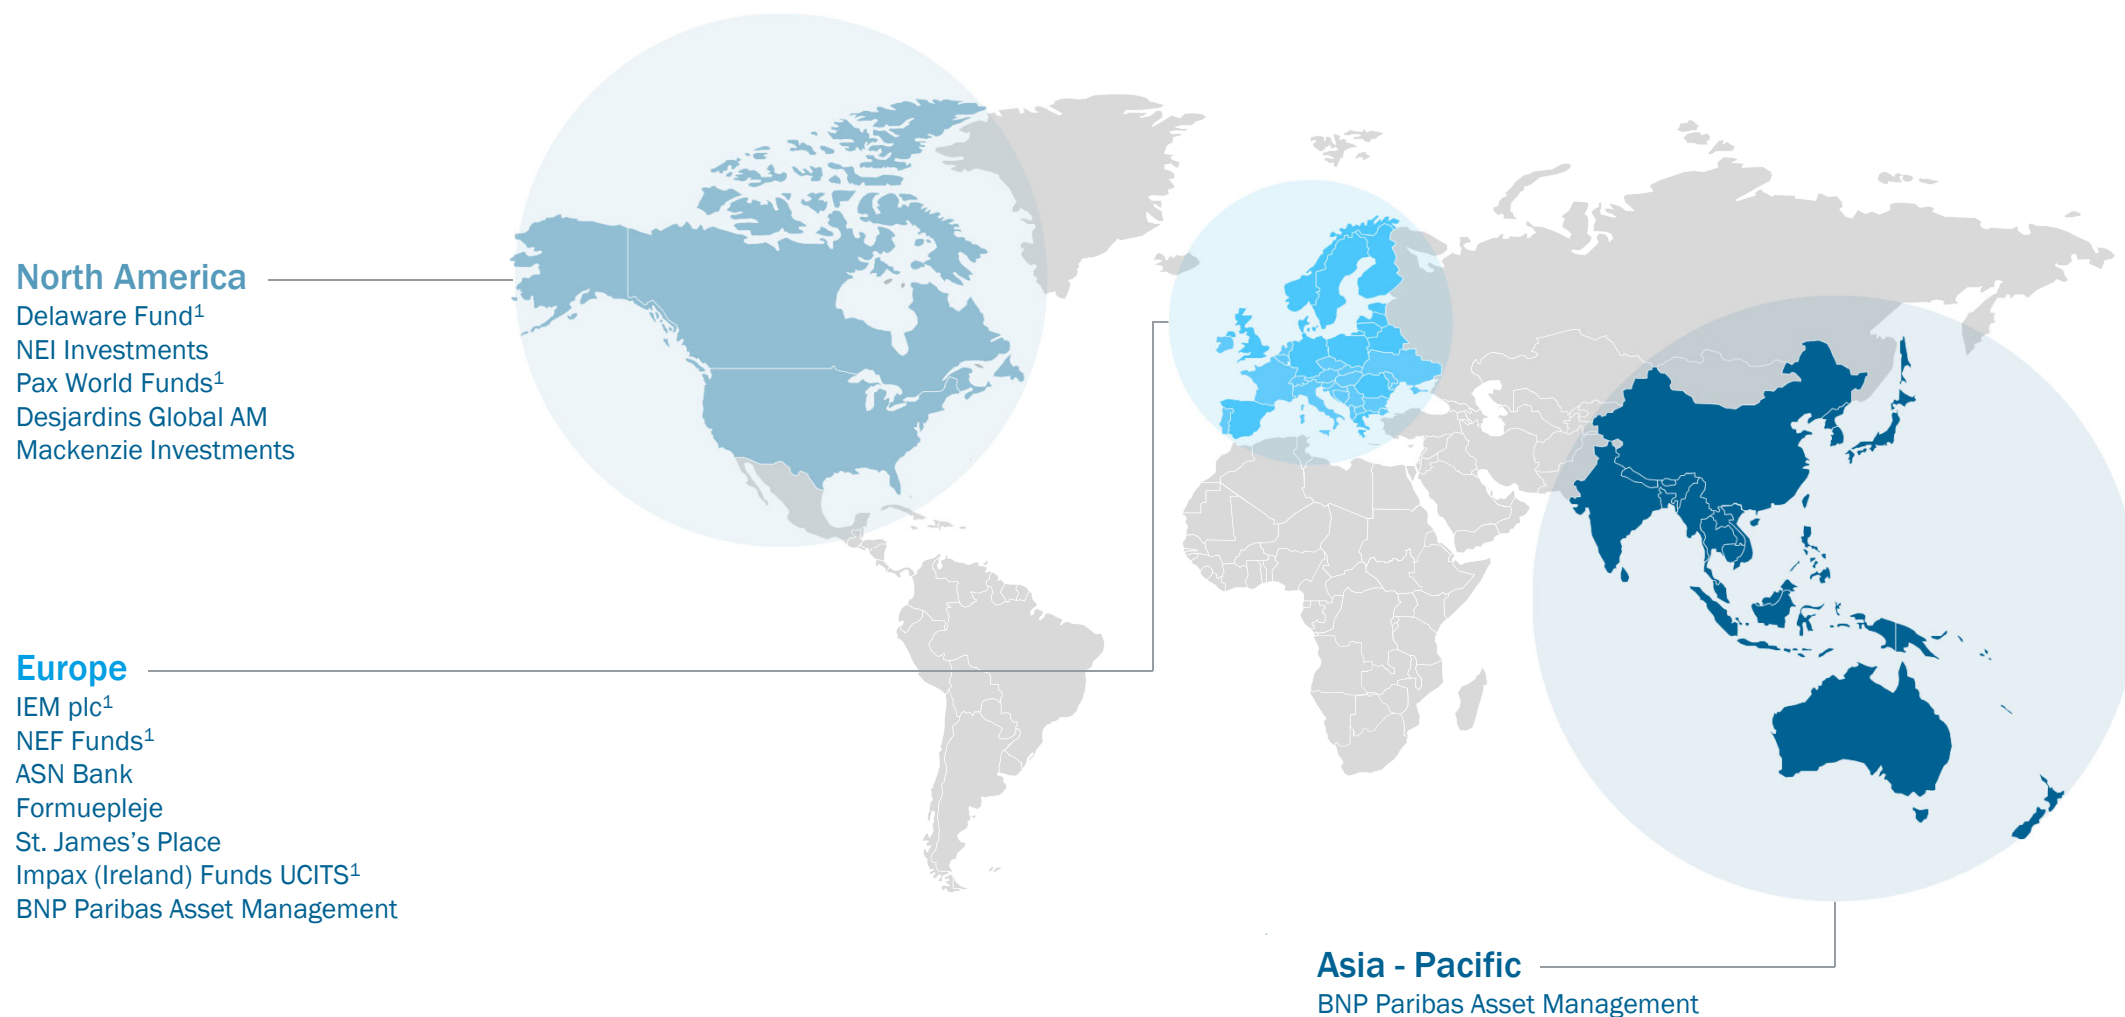 North America
Delaware Fund¹
NEI Investments
Pax World Funds¹
Desjardins Global AM
Mackenzie Investments
Europe
IEM plc¹
NEF Funds¹
ASN Bank
Formuepleje
St. James’s Place
Impax (Ireland) Funds UCITS¹
BNP Paribas Asset Management
Asia - Pacific
BNP Paribas Asset Management